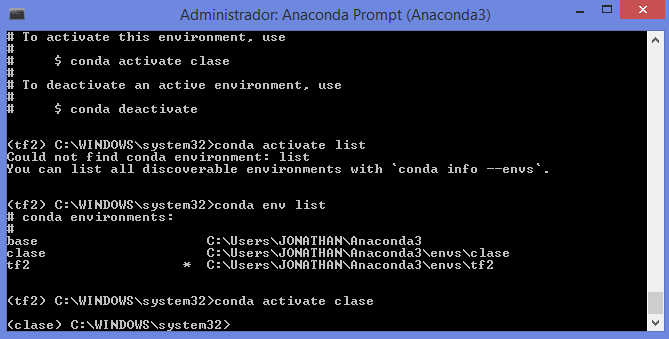 Administrador: Anaconda Prompt (Anaconda3)
# To activate this environment, use
#
#     $ conda activate clase
#
# To deactivate an active environment, use
#
#     $ conda deactivate
(tf2) C:\WINDOWS\system32>conda activate list
Could not find conda environment: list
You can list all discoverable environments with `conda info --envs`.
(tf2) C:\WINDOWS\system32>conda env list
# conda environments:
#
base                     C:\Users\JONATHAN\Anaconda3
clase                    C:\Users\JONATHAN\Anaconda3\envs\clase
tf2                   *  C:\Users\JONATHAN\Anaconda3\envs\tf2
(tf2) C:\WINDOWS\system32>conda activate clase
(clase) C:\WINDOWS\system32>